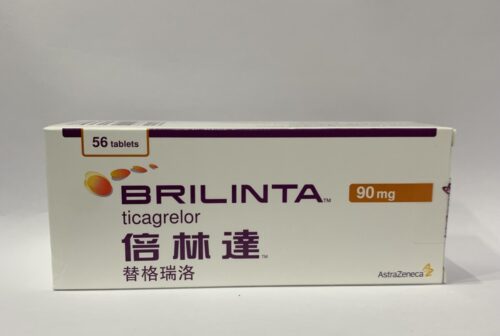 56 tablets
BRILINTA™ 90 mg
ticagrelor
倍林達™
替格瑞洛
AstraZeneca